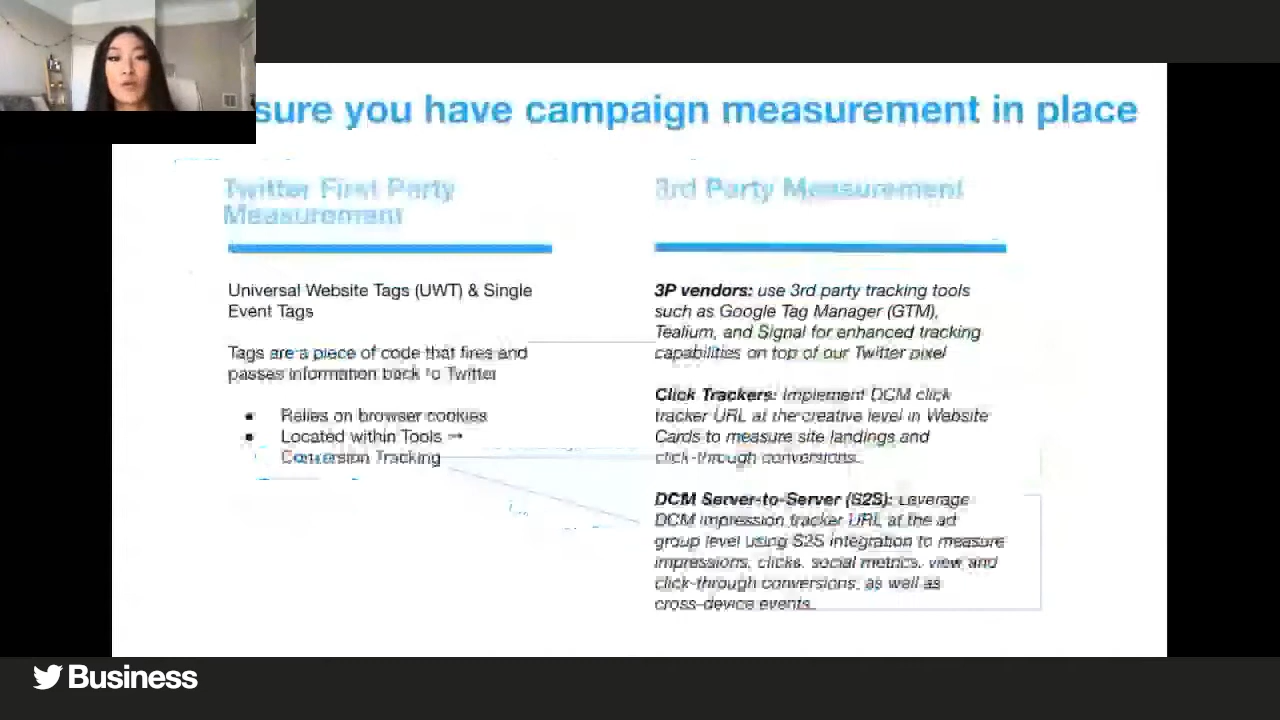 sure you have campaign measurement in place
Twitter First Party
Measurement
Universal Website Tags (UWT) & Single
Event Tags
Tags are a piece of code that fires and
passes information back to Twitter
● Relies on browser cookies
● Located within Tools →
Conversion Tracking
3rd Party Measurement
3P vendors: use 3rd party tracking tools
such as Google Tag Manager (GTM),
Tealium, and Signal for enhanced tracking
capabilities on top of our Twitter pixel
Click Trackers: Implement DCM click
tracker URL at the creative level in Website
Cards to measure site landings and
click-through conversions.
DCM Server-to-Server (S2S): Leverage
DCM impression tracker URL at the ad
group level using S2S integration to measure
impressions, clicks, social metrics, view and
click-through conversions, as well as
cross-device events.
Business